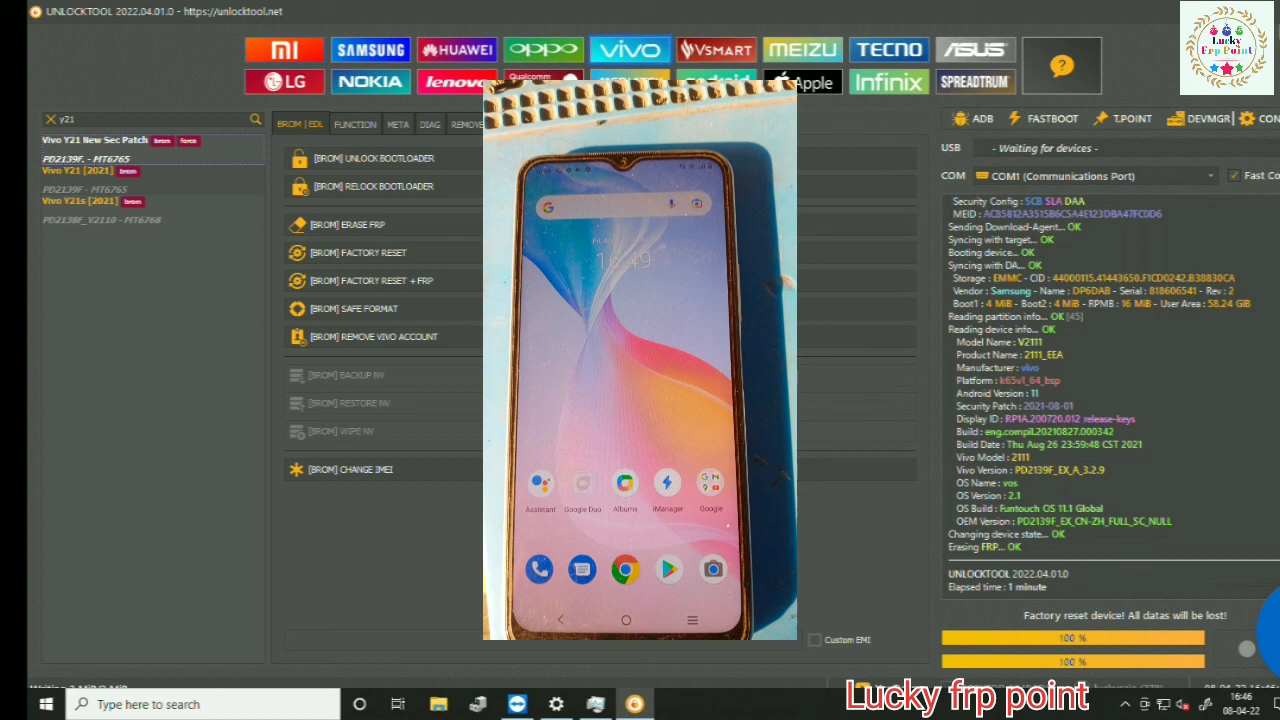 UNLOCKTOOL 2022.04.01.0 - https://unlocktool.net
Lucky
Frp Point
MI SAMSUNG HUAWEI OPPO VIVO VSMART MEIZU TECNO ASUS
LG NOKIA lenovo Qualcomm Apple Infinix SPREADTRUM
y21
Vivo Y21 New Sec Patch brom force
PD2139F. - MT6765
Vivo Y21 [2021] brom
PD2139F - MT6765
Vivo Y21s [2021] brom
PD2138F_V2110 - MT6768
BROM | EDL FUNCTION META DIAG REMOVE
[BROM] UNLOCK BOOTLOADER
[BROM] RELOCK BOOTLOADER
[BROM] ERASE FRP
[BROM] FACTORY RESET
[BROM] FACTORY RESET + FRP
[BROM] SAFE FORMAT
[BROM] REMOVE VIVO ACCOUNT
[BROM] BACKUP NV
[BROM] RESTORE NV
[BROM] WIPE NV
[BROM] CHANGE IMEI
16:49
Assistant Google Duo Albums iManager Google
Custom EMI
ADB FASTBOOT T.POINT DEVMGR CON
USB - Waiting for devices -
COM COM1 (Communications Port) Fast Co
Security Config : SCB SLA DAA
MEID : ACB5812A3515B6C5A4E123DBA47FC0D6
Sending Download-Agent... OK
Syncing with target... OK
Booting device... OK
Syncing with DA... OK
Storage : EMMC - CID : 44000115.41443650.F1CD0242.B38830CA
Vendor : Samsung - Name : DP6DAB - Serial : 818606541 - Rev : 2
Boot1 : 4 MiB - Boot2 : 4 MiB - RPMB : 16 MiB - User Area : 58.24 GiB
Reading partition info... OK [45]
Reading device info... OK
Model Name : V2111
Product Name : 2111_EEA
Manufacturer : vivo
Platform : k65v1_64_bsp
Android Version : 11
Security Patch : 2021-08-01
Display ID : RP1A.200720.012 release-keys
Build : eng.compil.20210827.000342
Build Date : Thu Aug 26 23:59:48 CST 2021
Vivo Model : 2111
Vivo Version : PD2139F_EX_A_3.2.9
OS Name : vos
OS Version : 2.1
OS Build : Funtouch OS 11.1 Global
OEM Version : PD2139F_EX_CN-ZH_FULL_SC_NULL
Changing device state... OK
Erasing FRP... OK
UNLOCKTOOL 2022.04.01.0
Elapsed time : 1 minute
Factory reset device! All datas will be lost!
100 %
100 %
Lucky frp point
Type here to search
16:46
08-04-22